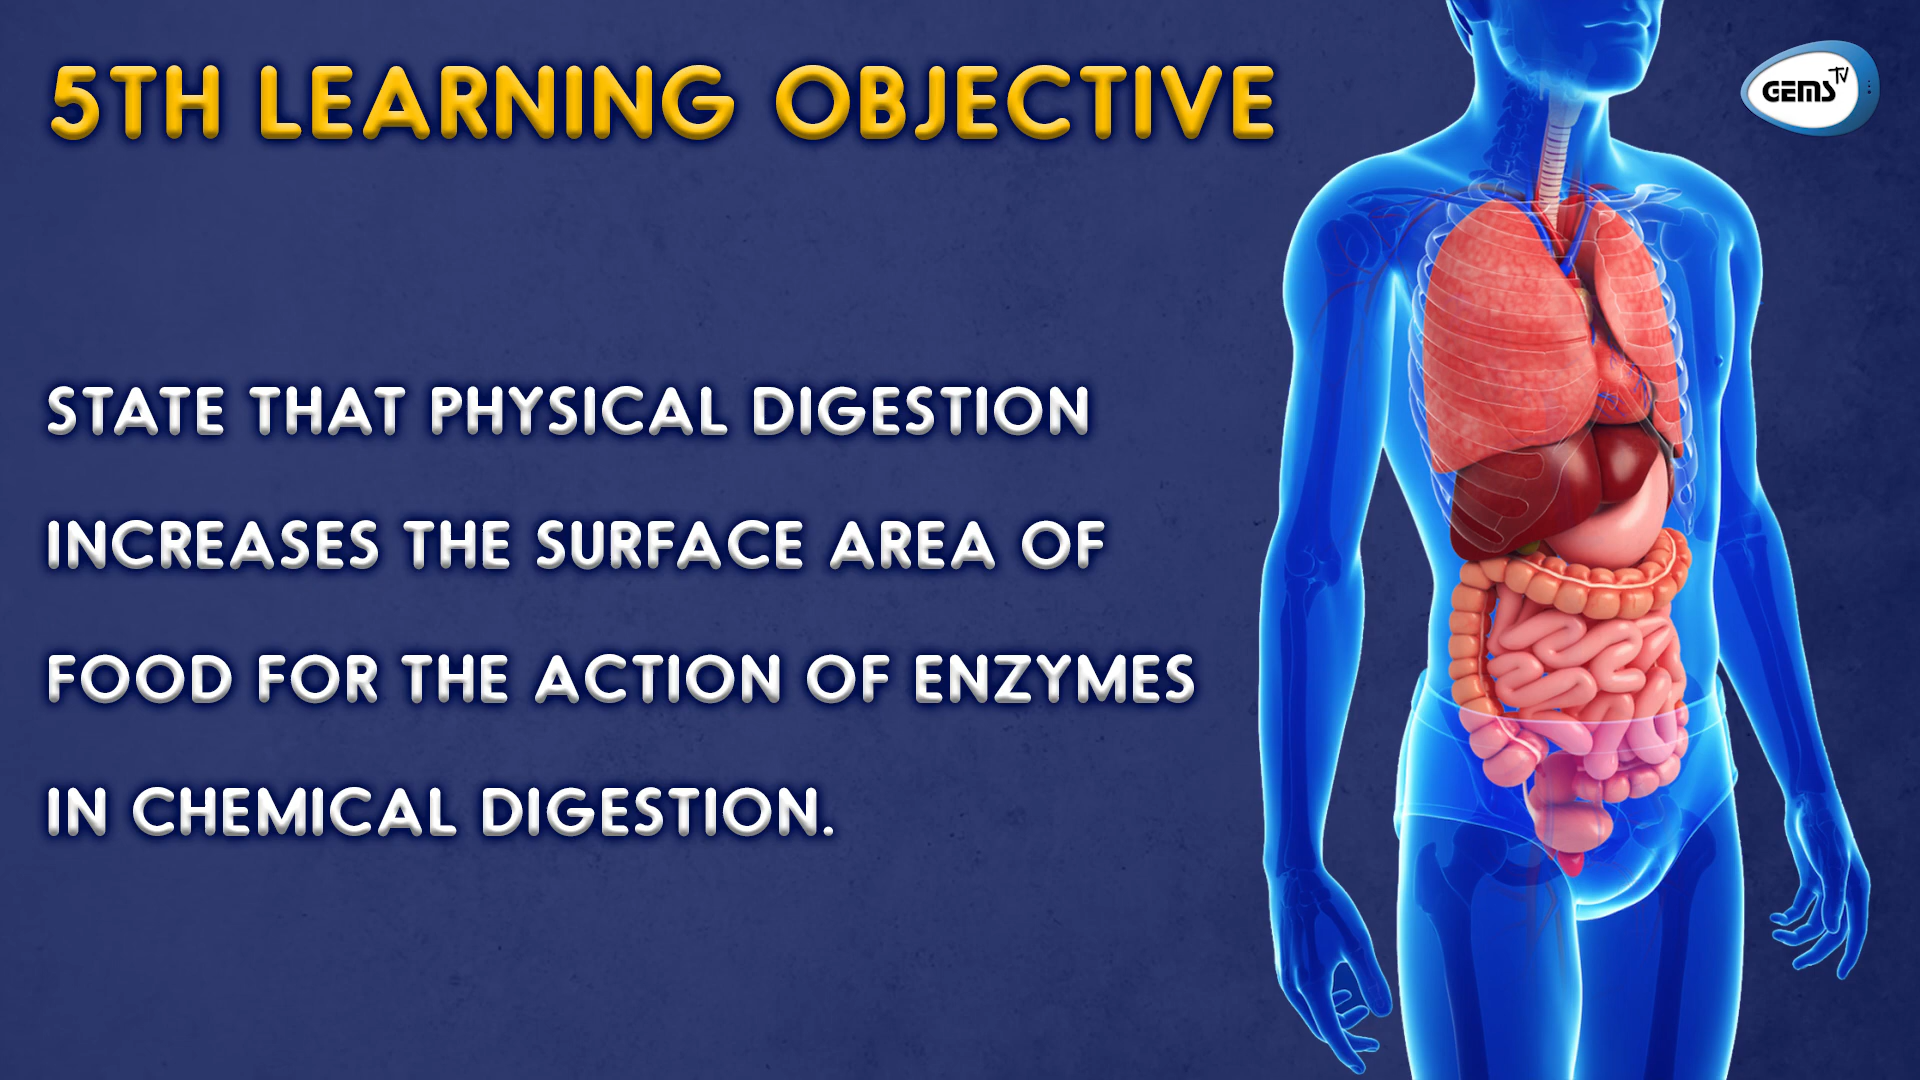 5TH LEARNING OBJECTIVE
GEMS TV
STATE THAT PHYSICAL DIGESTION
INCREASES THE SURFACE AREA OF
FOOD FOR THE ACTION OF ENZYMES
IN CHEMICAL DIGESTION.